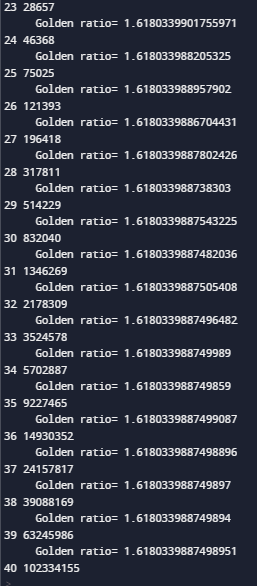 23 28657
Golden ratio= 1.6180339901755971
24 46368
Golden ratio= 1.618033988205325
25 75025
Golden ratio= 1.618033988957902
26 121393
Golden ratio= 1.6180339886704431
27 196418
Golden ratio= 1.6180339887802426
28 317811
Golden ratio= 1.618033988738303
29 514229
Golden ratio= 1.6180339887543225
30 832040
Golden ratio= 1.6180339887482036
31 1346269
Golden ratio= 1.6180339887505408
32 2178309
Golden ratio= 1.6180339887496482
33 3524578
Golden ratio= 1.618033988749989
34 5702887
Golden ratio= 1.618033988749859
35 9227465
Golden ratio= 1.6180339887499087
36 14930352
Golden ratio= 1.6180339887498896
37 24157817
Golden ratio= 1.618033988749897
38 39088169
Golden ratio= 1.618033988749894
39 63245986
Golden ratio= 1.6180339887498951
40 102334155